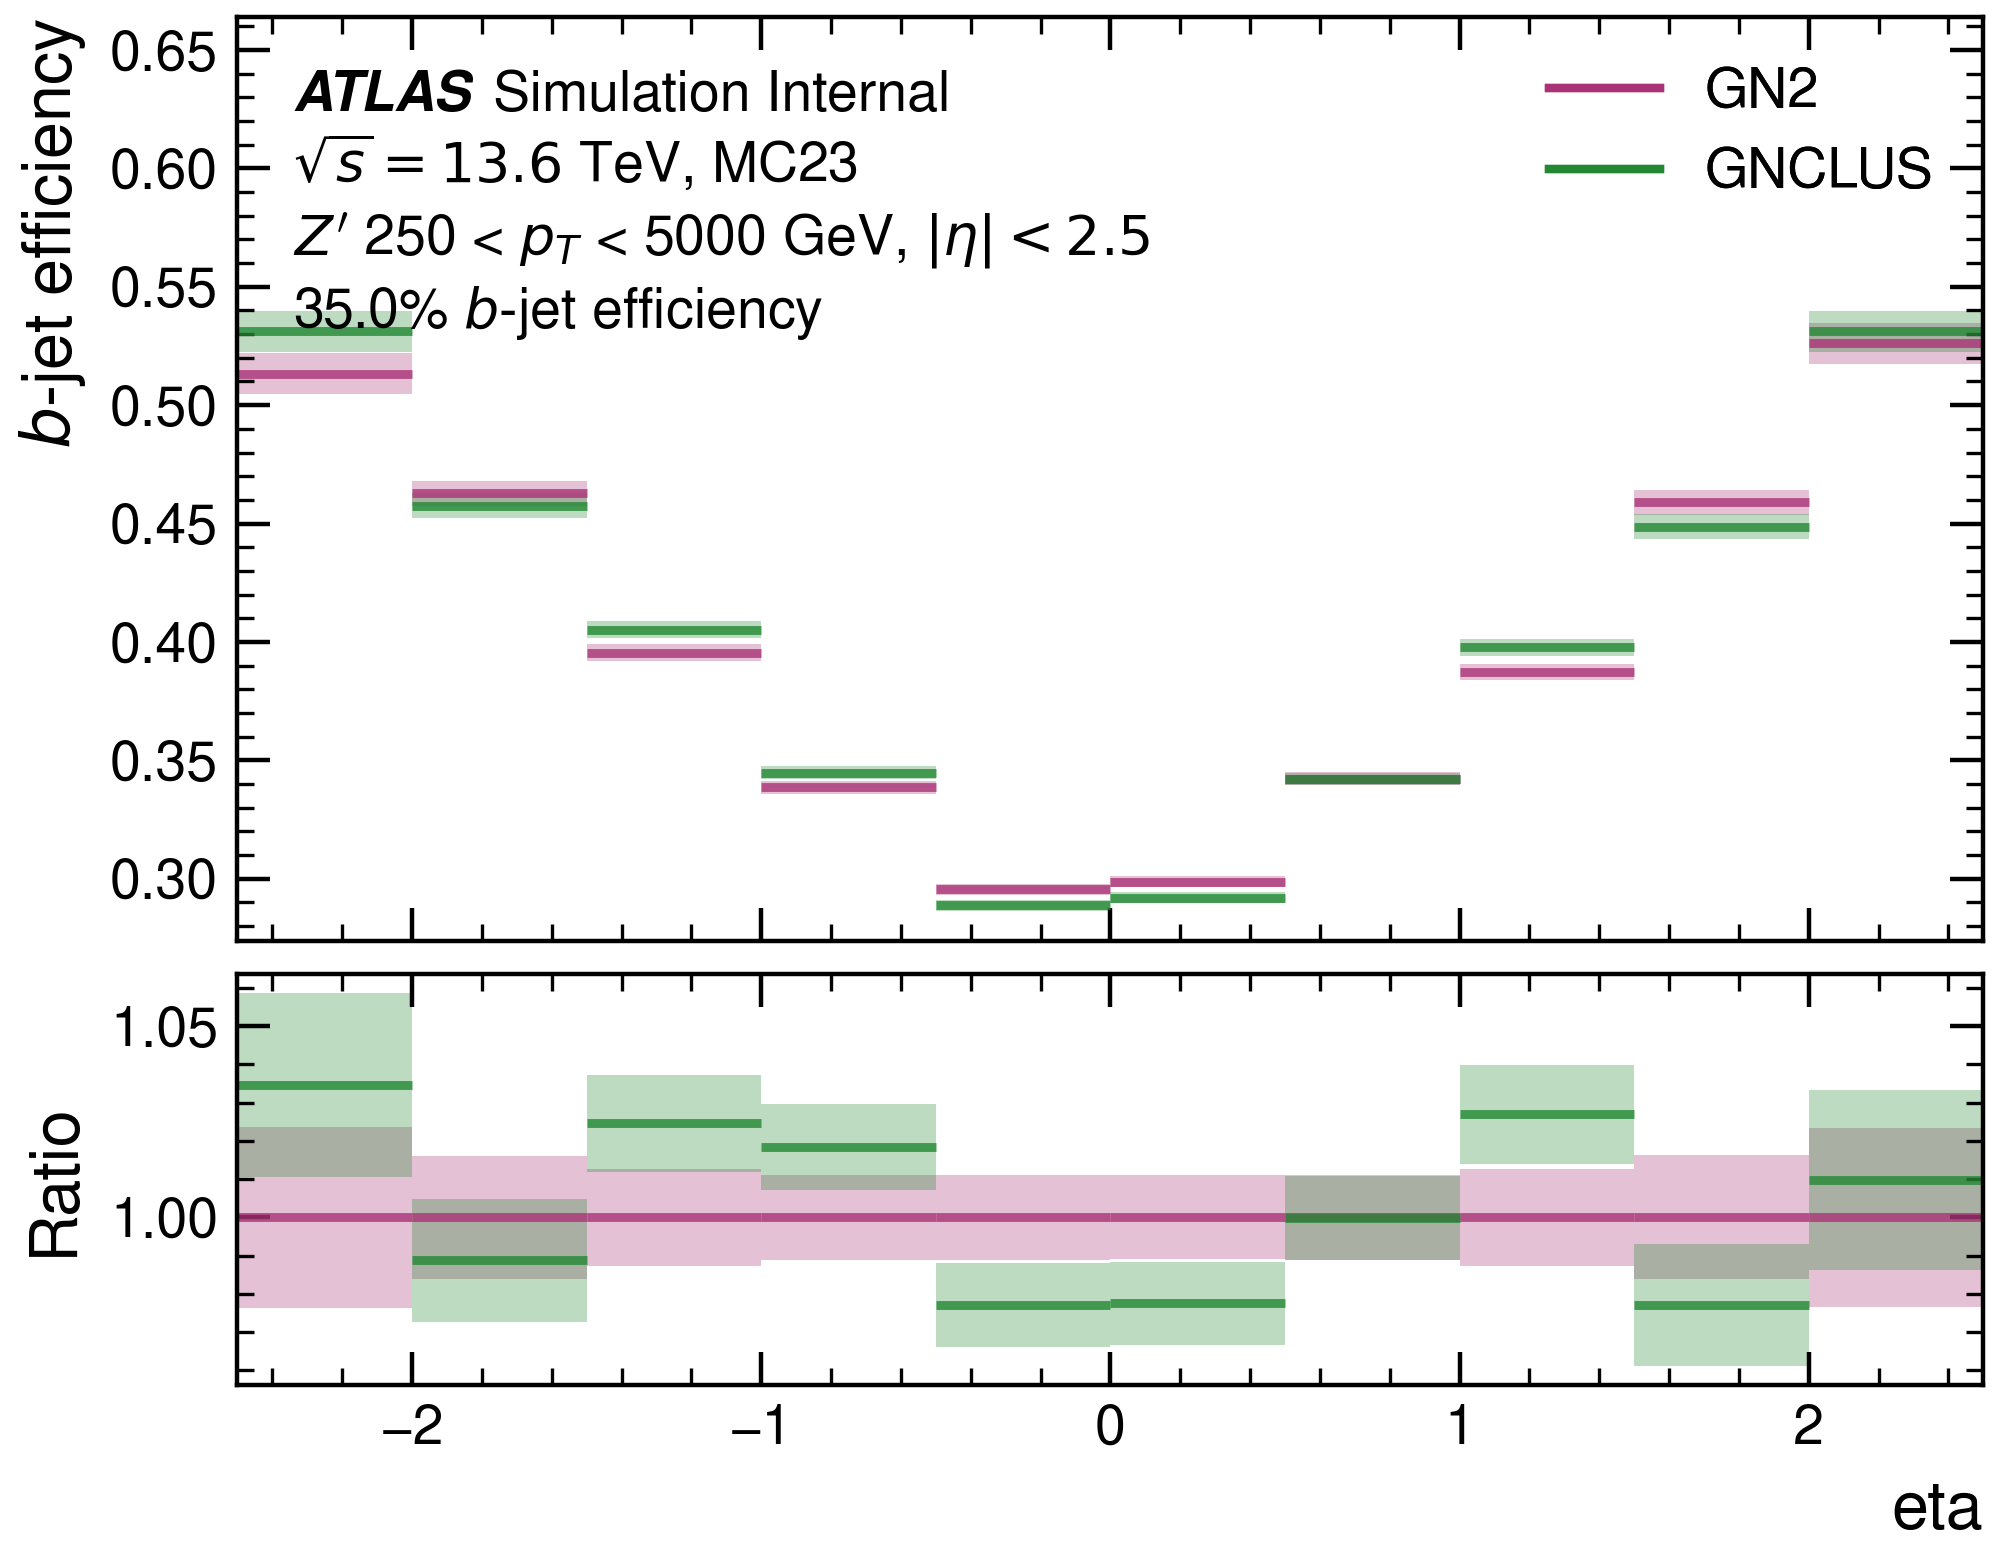 b-jet efficiency
0.65
0.60
0.55
0.50
0.45
0.40
0.35
0.30
ATLAS Simulation Internal
√s = 13.6 TeV, MC23
Z′ 250 < p_T < 5000 GeV, |η| < 2.5
35.0% b-jet efficiency
GN2
GNCLUS
Ratio
1.05
1.00
−2 −1 0 1 2
eta